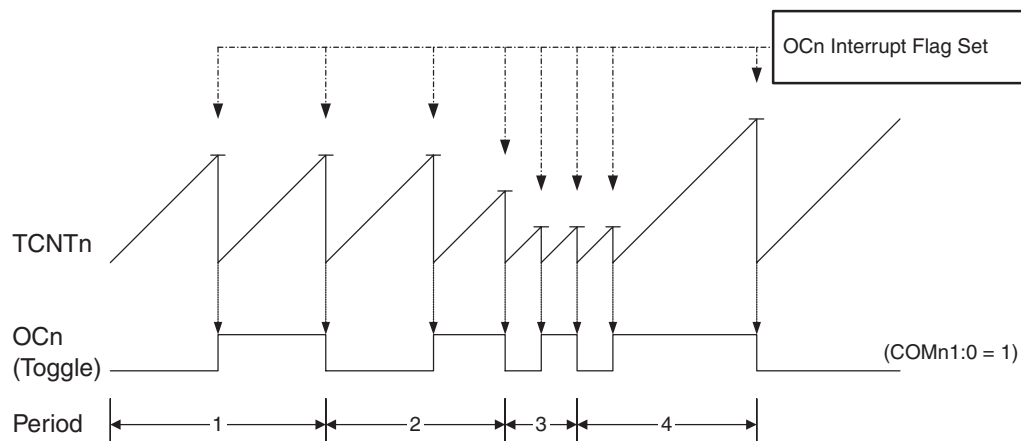 OCn Interrupt Flag Set
TCNTn
OCn
(Toggle)
(COMn1:0 = 1)
Period
1
2
3
4